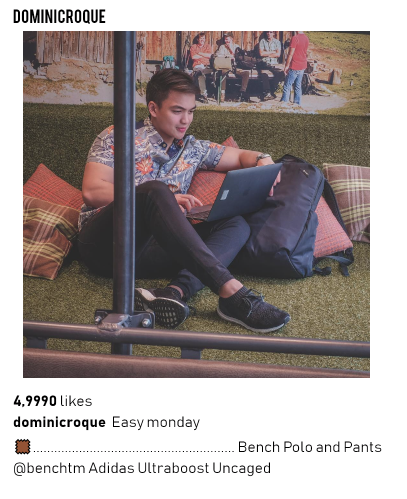 DOMINICROQUE
4,9990 likes
dominicroque Easy monday
.......................................................... Bench Polo and Pants
@benchtm Adidas Ultraboost Uncaged